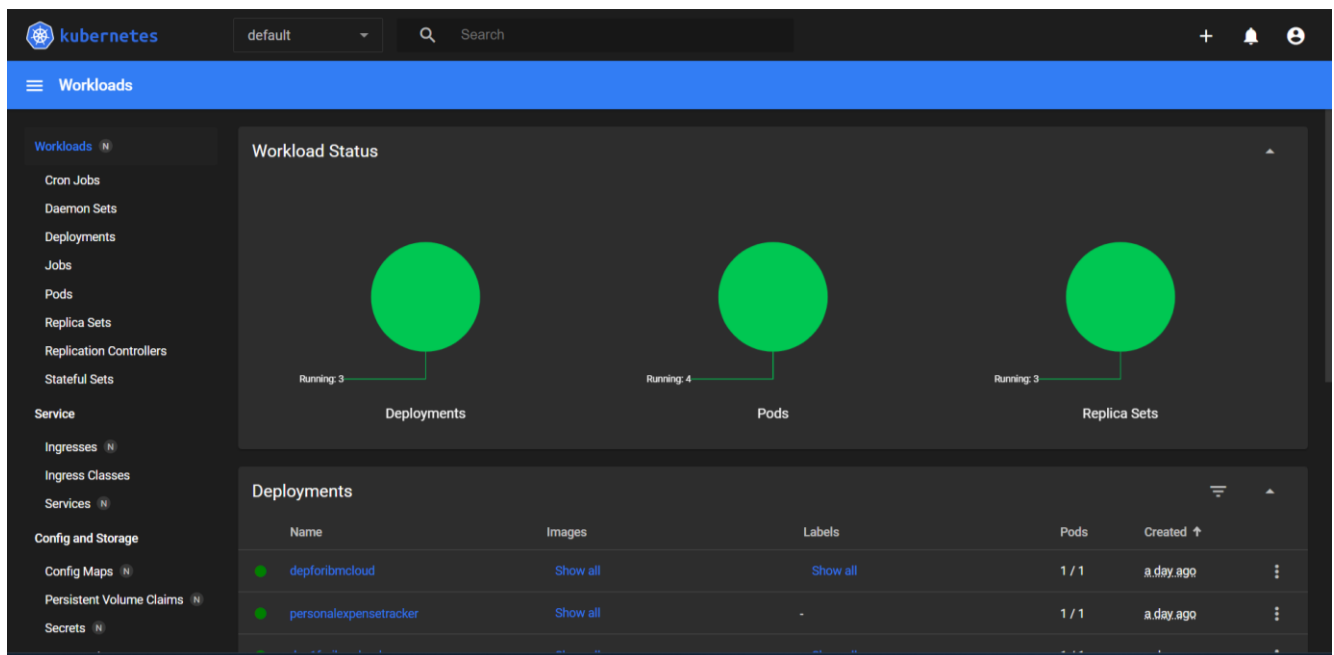 kubernetes
default
Search
Workloads
Workloads N
Cron Jobs
Daemon Sets
Deployments
Jobs
Pods
Replica Sets
Replication Controllers
Stateful Sets
Service
Ingresses N
Ingress Classes
Services N
Config and Storage
Config Maps N
Persistent Volume Claims N
Secrets N
Workload Status
Running: 3
Running: 4
Running: 3
Deployments
Pods
Replica Sets
Deployments
Name Images Labels Pods Created ↑
depforibmcloud Show all Show all 1 / 1 a day ago
personalexpensetracker Show all - 1 / 1 a day ago